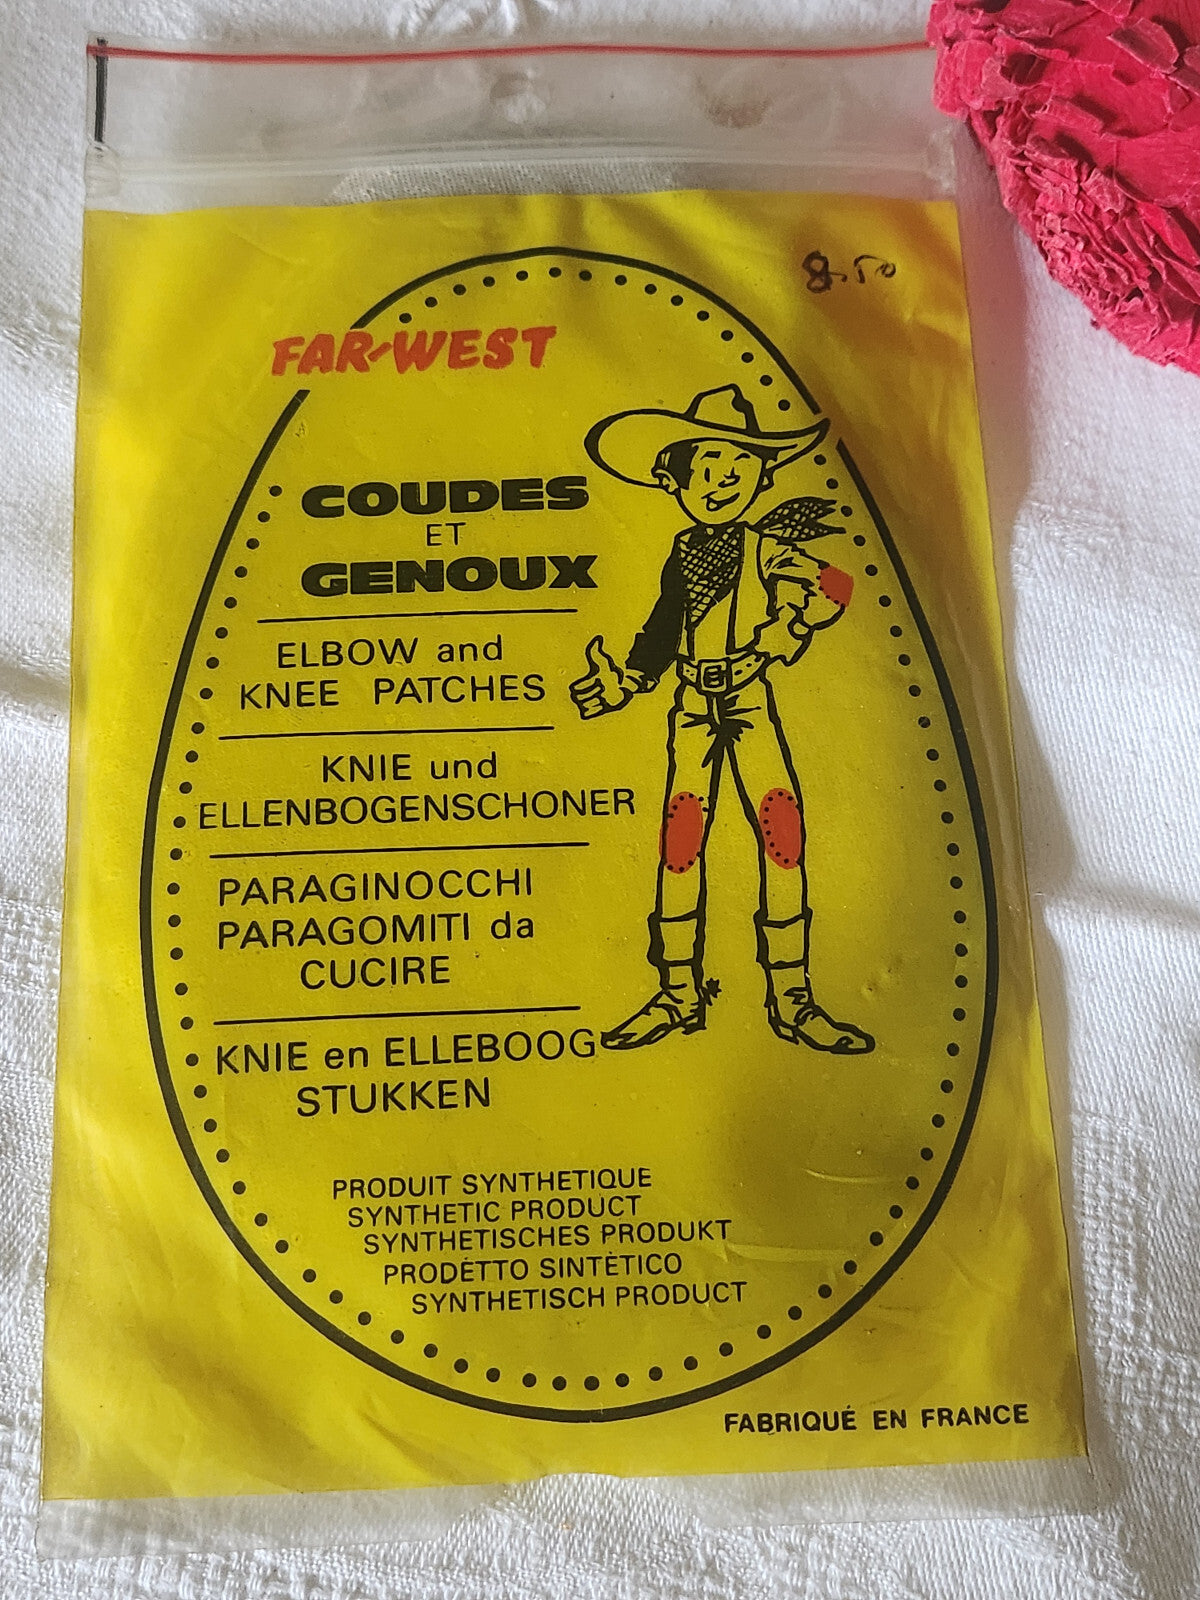 8.50
FAR-WEST
COUDES
ET
GENOUX
ELBOW and
KNEE PATCHES
KNIE und
ELLENBOGENSCHONER
PARAGINOCCHI
PARAGOMITI da
CUCIRE
KNIE en ELLEBOOG
STUKKEN
PRODUIT SYNTHETIQUE
SYNTHETIC PRODUCT
SYNTHETISCHES PRODUKT
PRODÉTTO SINTÈTICO
SYNTHETISCH PRODUCT
FABRIQUÉ EN FRANCE